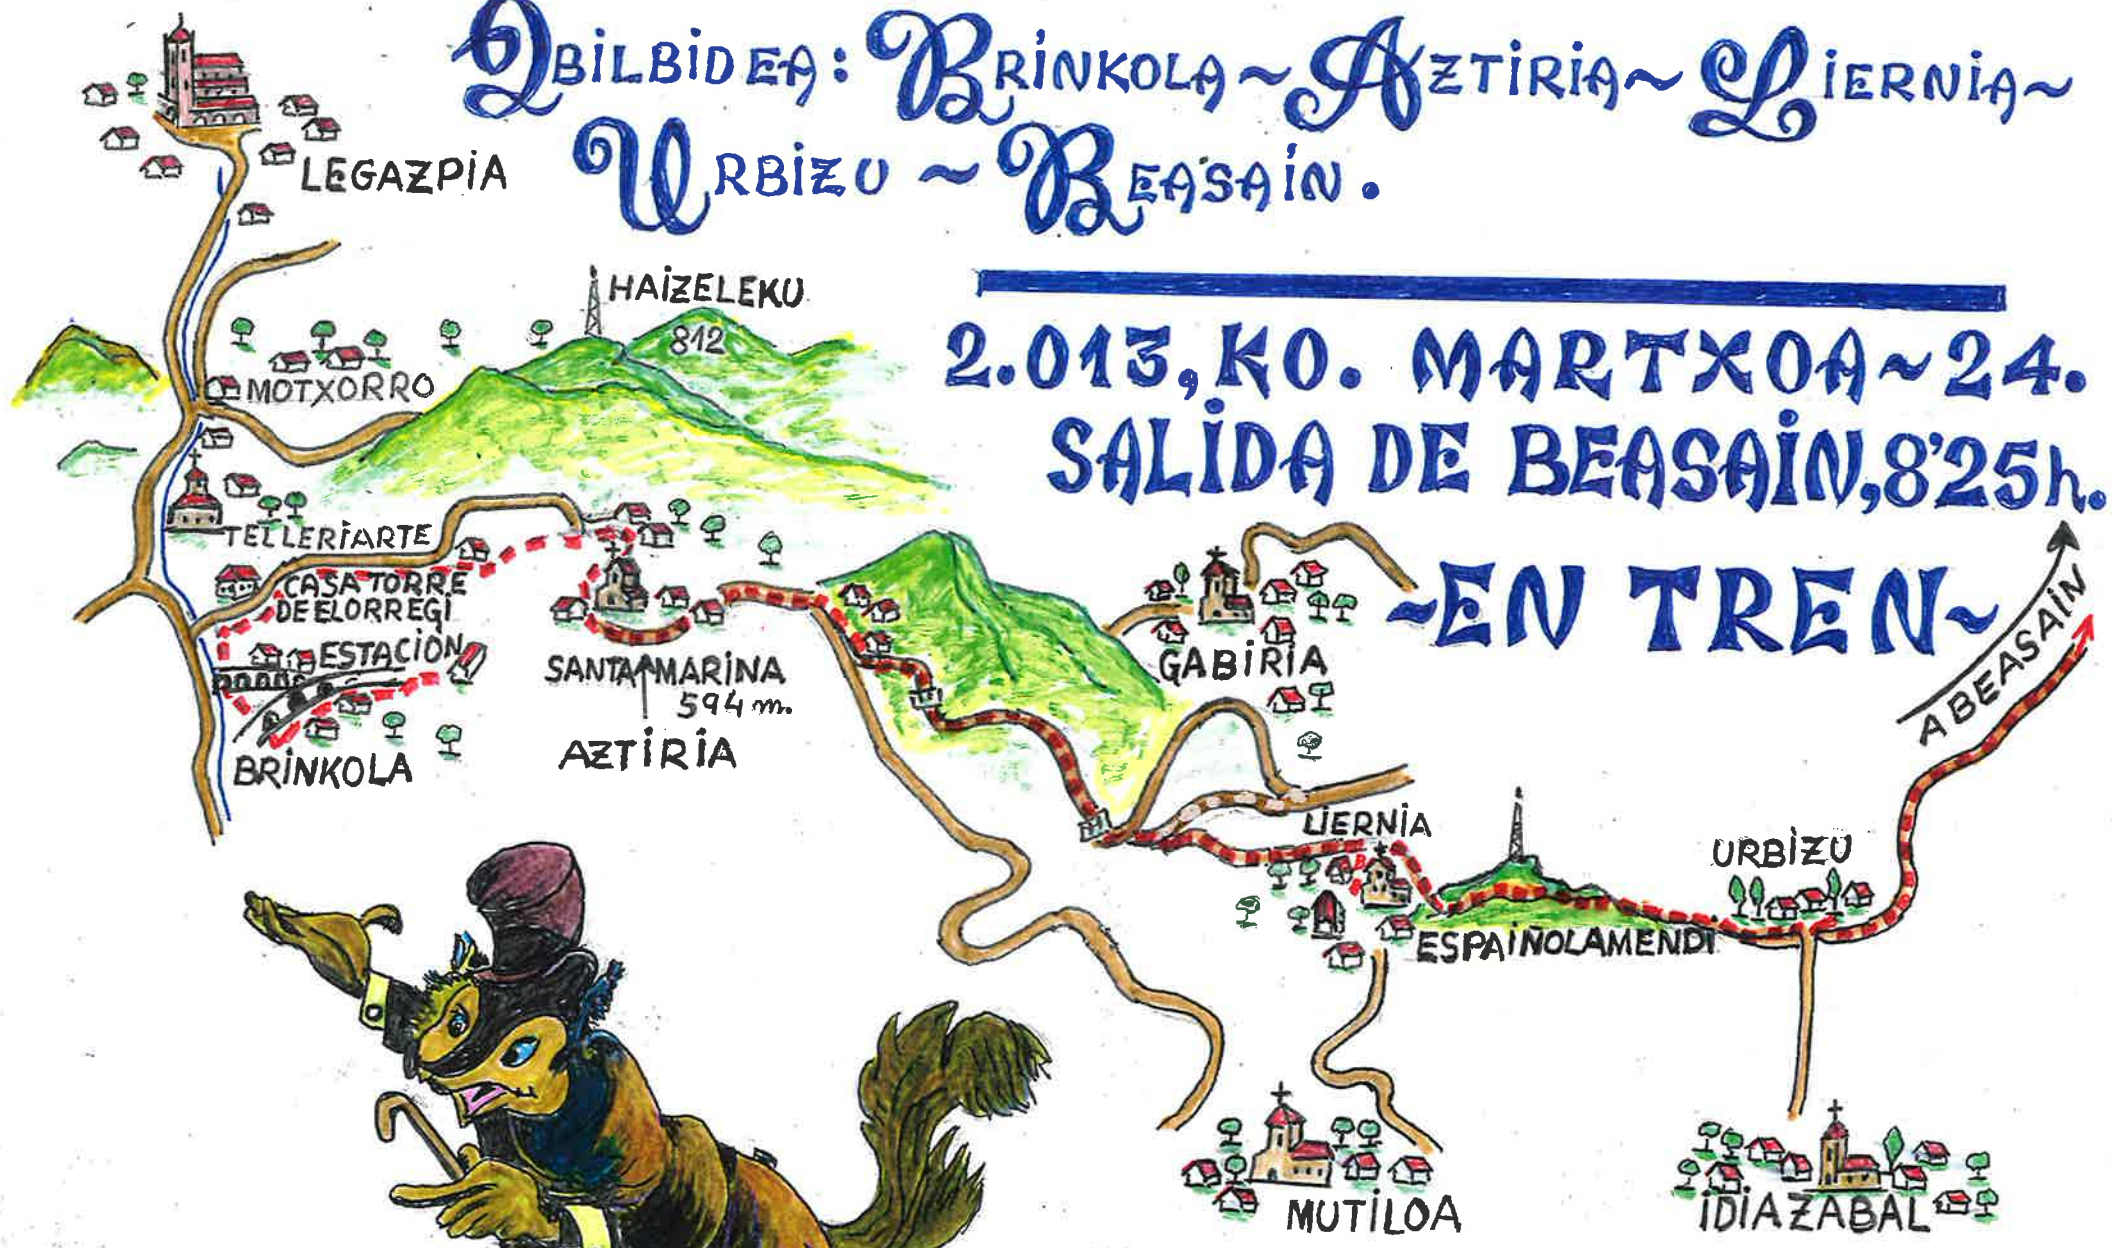 IBILBIDEA: BRINKOLA ~ AZTIRIA ~ LIERNIA ~
URBIZU ~ BEASAIN.
2.013,KO. MARTXOA ~ 24.
SALIDA DE BEASAIN, 8'25h.
~EN TREN~
LEGAZPIA
HAIZELEKU
812
MOTXORRO
TELLERIARTE
CASA TORRE
DE ELORREGI
ESTACIÓN
BRINKOLA
SANTA MARINA
594 m.
AZTIRIA
GABIRIA
A BEASAIN
LIERNIA
URBIZU
ESPAIÑOLAMENDI
MUTILOA
IDIAZABAL